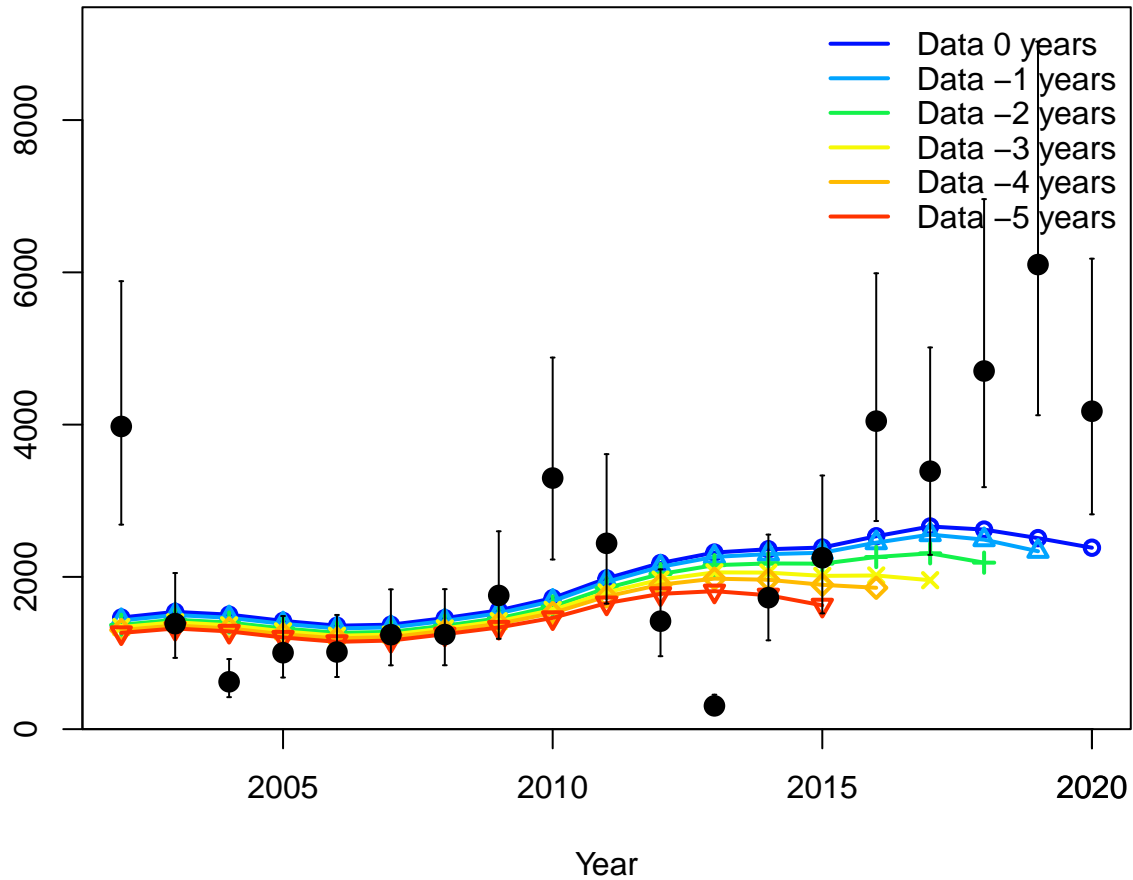 Data 0 years
Data −1 years
Data −2 years
Data −3 years
Data −4 years
Data −5 years
8000
6000
4000
2000
0
2005 2010 2015 2020
Year